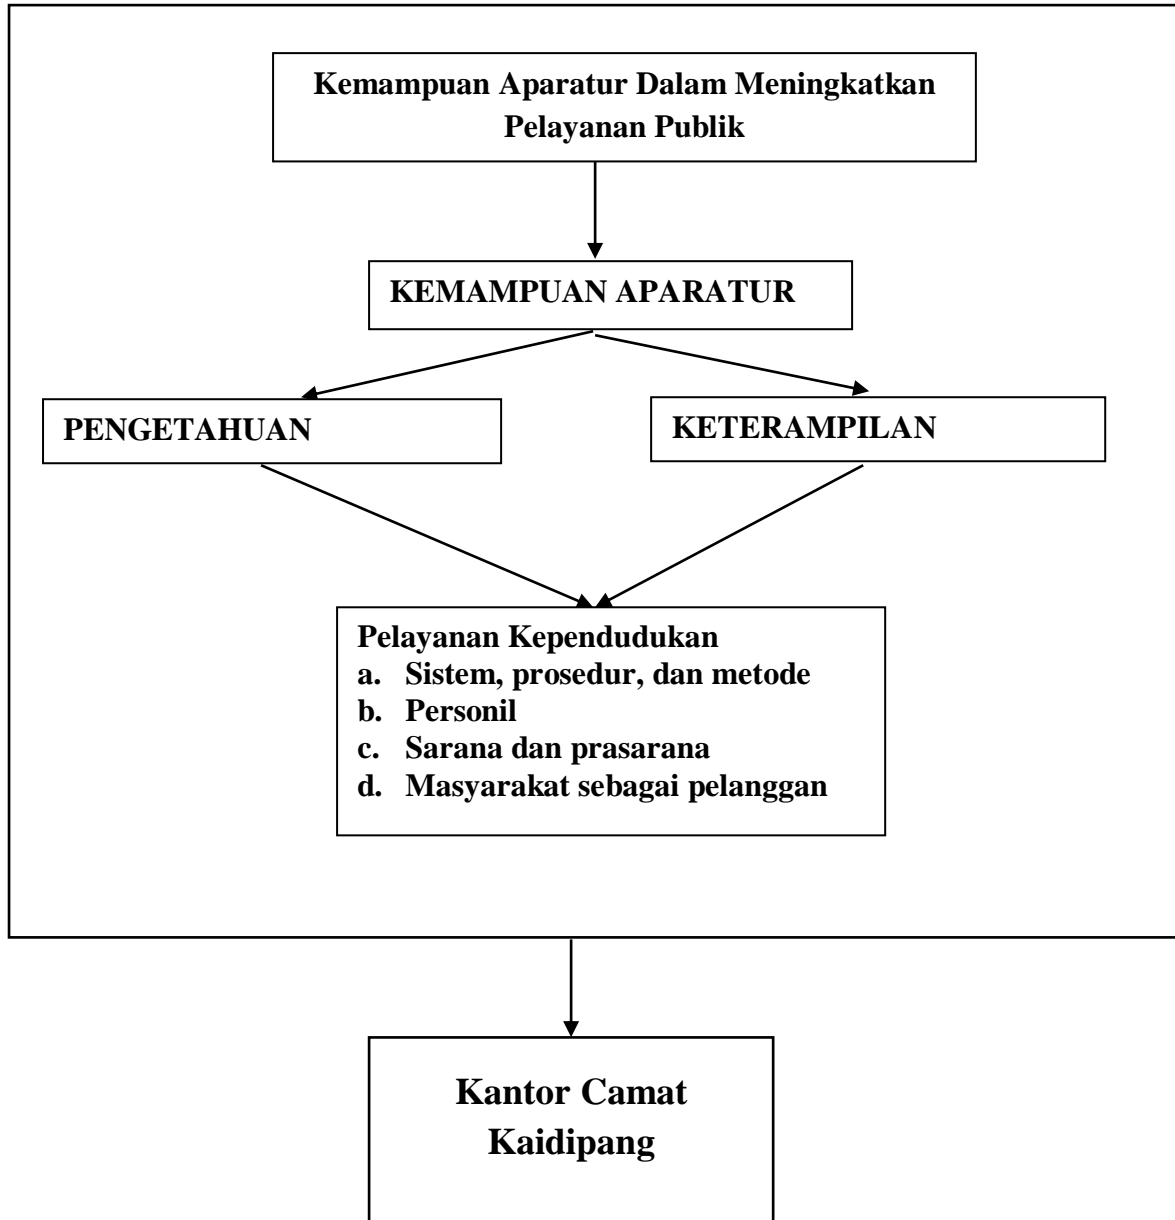 Kemampuan Aparatur Dalam Meningkatkan
Pelayanan Publik
KEMAMPUAN APARATUR
PENGETAHUAN
KETERAMPILAN
Pelayanan Kependudukan
a. Sistem, prosedur, dan metode
b. Personil
c. Sarana dan prasarana
d. Masyarakat sebagai pelanggan
Kantor Camat
Kaidipang